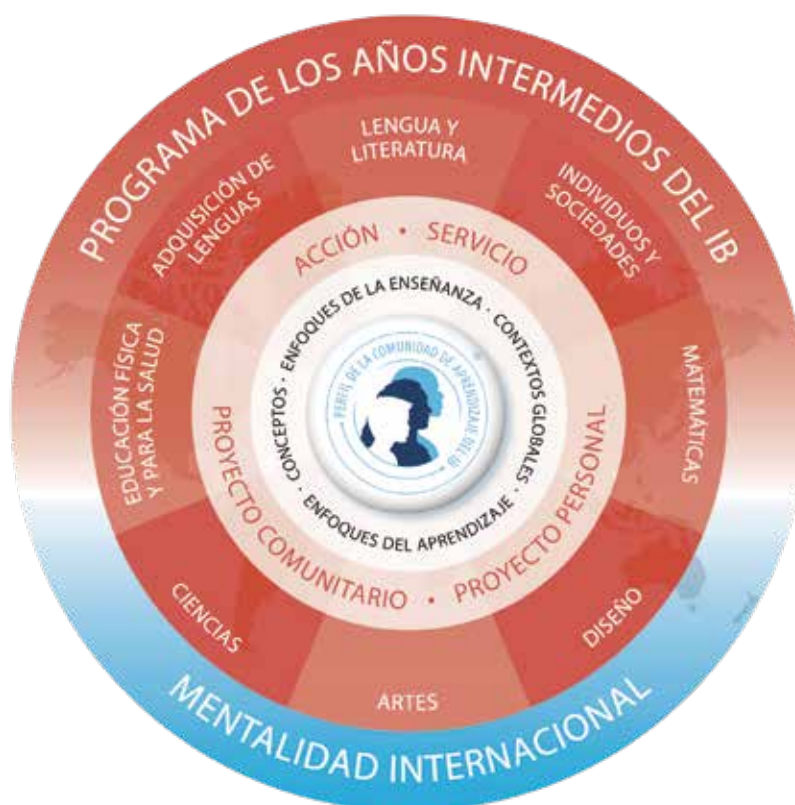 PROGRAMA DE LOS AÑOS INTERMEDIOS DEL IB
LENGUA Y
LITERATURA
INDIVIDUOS Y
SOCIEDADES
MATEMÁTICAS
DISEÑO
ARTES
CIENCIAS
EDUCACIÓN FÍSICA
Y PARA LA SALUD
ADQUISICIÓN DE
LENGUAS
ACCIÓN • SERVICIO
PROYECTO COMUNITARIO • PROYECTO PERSONAL
CONCEPTOS · ENFOQUES DE LA ENSEÑANZA · CONTEXTOS GLOBALES · ENFOQUES DEL APRENDIZAJE ·
• PERFIL DE LA COMUNIDAD DE APRENDIZAJE DEL IB •
MENTALIDAD INTERNACIONAL